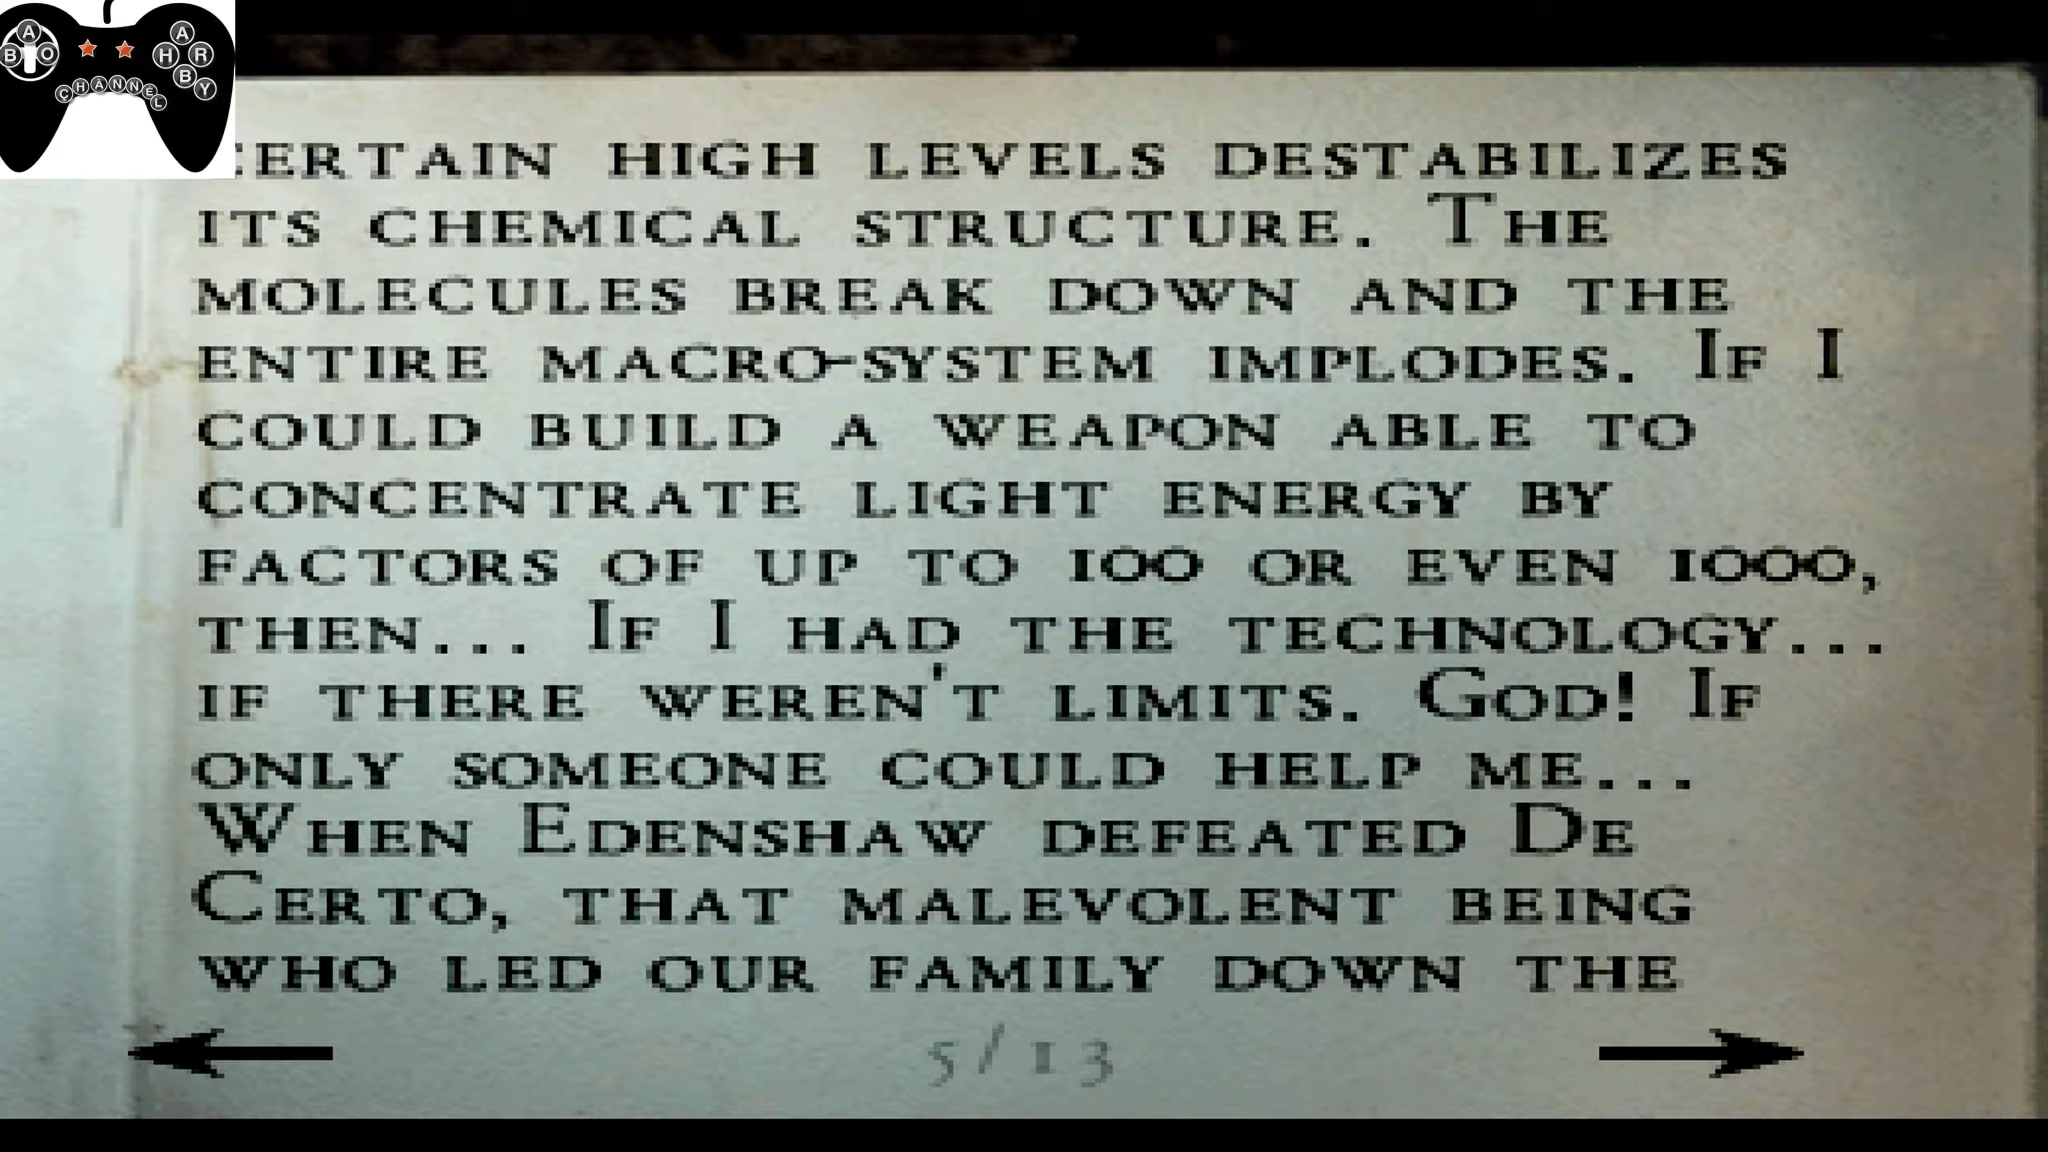 ABO HARBY
CHANNEL
CERTAIN HIGH LEVELS DESTABILIZES
ITS CHEMICAL STRUCTURE. THE
MOLECULES BREAK DOWN AND THE
ENTIRE MACRO-SYSTEM IMPLODES. IF I
COULD BUILD A WEAPON ABLE TO
CONCENTRATE LIGHT ENERGY BY
FACTORS OF UP TO 100 OR EVEN 1000,
THEN... IF I HAD THE TECHNOLOGY...
IF THERE WEREN'T LIMITS. GOD! IF
ONLY SOMEONE COULD HELP ME...
WHEN EDENSHAW DEFEATED DE
CERTO, THAT MALEVOLENT BEING
WHO LED OUR FAMILY DOWN THE
5/13